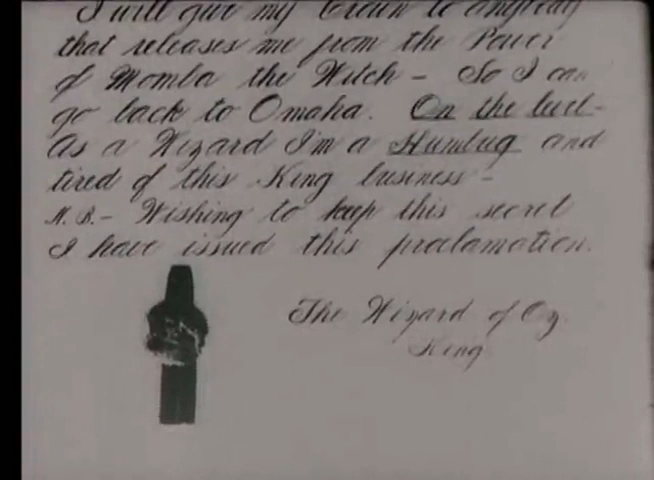 I will give my Crown to anybody
that releases me from the Power
of Momba the Witch - So I can
go back to Omaha. On the level -
As a Wizard I'm a Humbug and
tired of this King business -
N. B. - Wishing to keep this secret
I have issued this proclamation.
The Wizard of Oz.
King